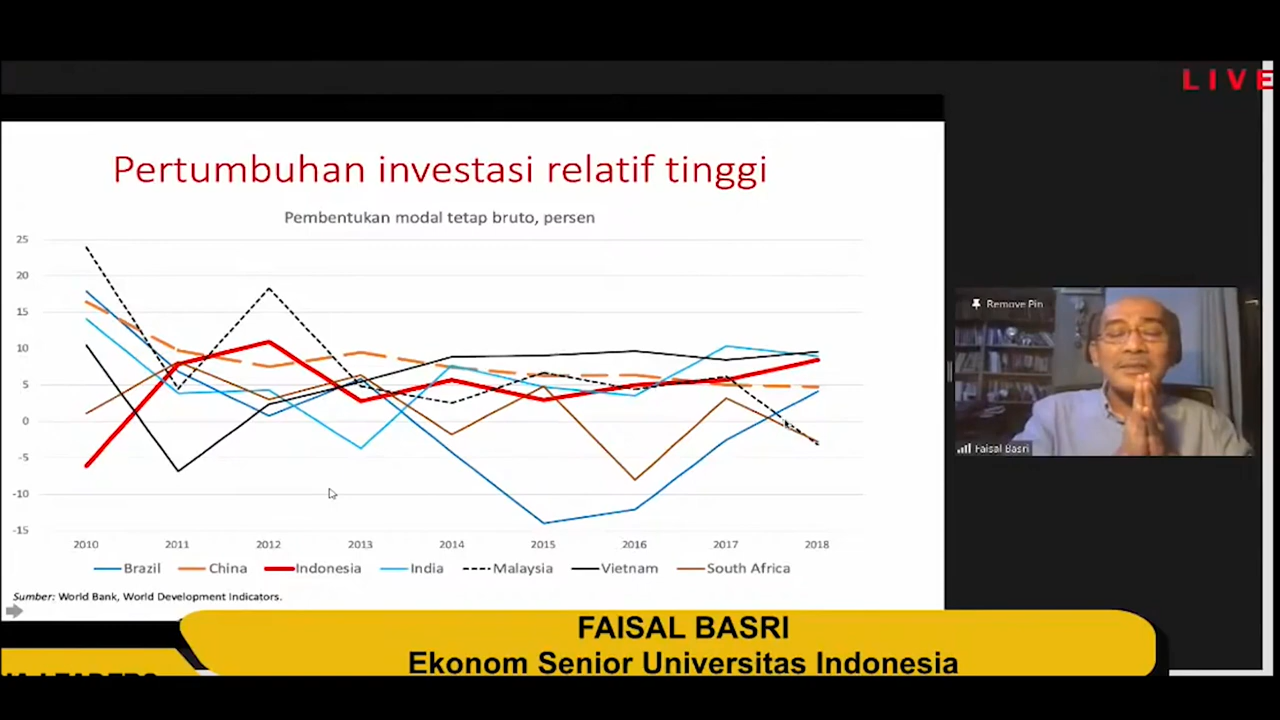 LIVE
Pertumbuhan investasi relatif tinggi
Pembentukan modal tetap bruto, persen
25
20
15
10
5
0
-5
-10
-15
2010 2011 2012 2013 2014 2015 2016 2017 2018
Brazil China Indonesia India Malaysia Vietnam South Africa
Sumber: World Bank, World Development Indicators.
Remove Pin
Faisal Basri
FAISAL BASRI
Ekonom Senior Universitas Indonesia